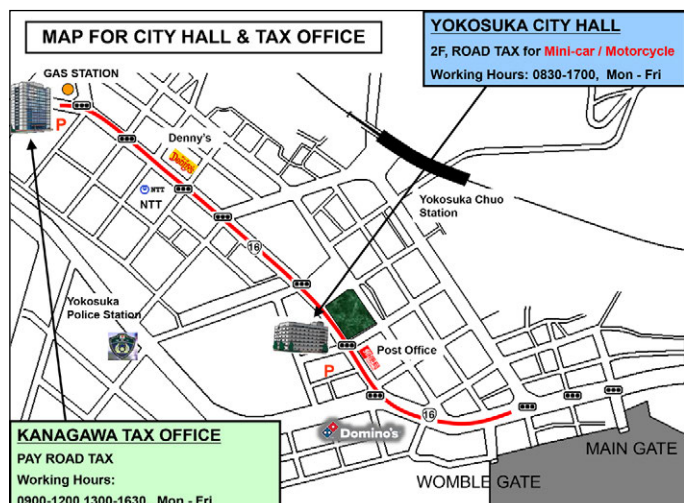 MAP FOR CITY HALL & TAX OFFICE
YOKOSUKA CITY HALL
2F, ROAD TAX for Mini-car / Motorcycle
Working Hours: 0830-1700, Mon - Fri
GAS STATION
P
Denny's
Denny's
NTT
NTT
16
Yokosuka Chuo
Station
Yokosuka
Police Station
Post Office
P
16
Domino's
KANAGAWA TAX OFFICE
PAY ROAD TAX
Working Hours:
0900-1200 1300-1630, Mon - Fri
MAIN GATE
WOMBLE GATE